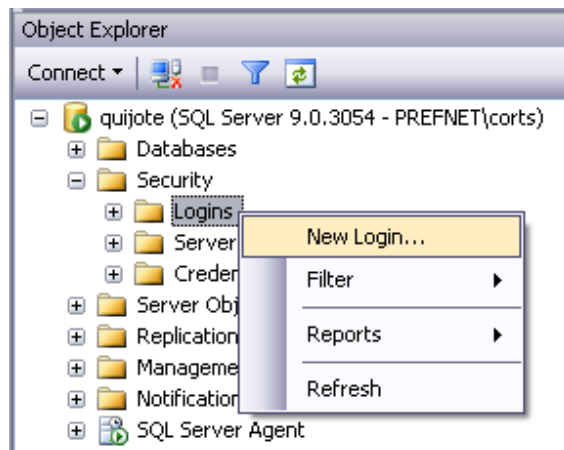 Object Explorer
Connect
quijote (SQL Server 9.0.3054 - PREFNET\corts)
Databases
Security
Logins
New Login...
Server
Filter
Creder
Server Obj
Reports
Replication
Manageme
Refresh
Notification
SQL Server Agent